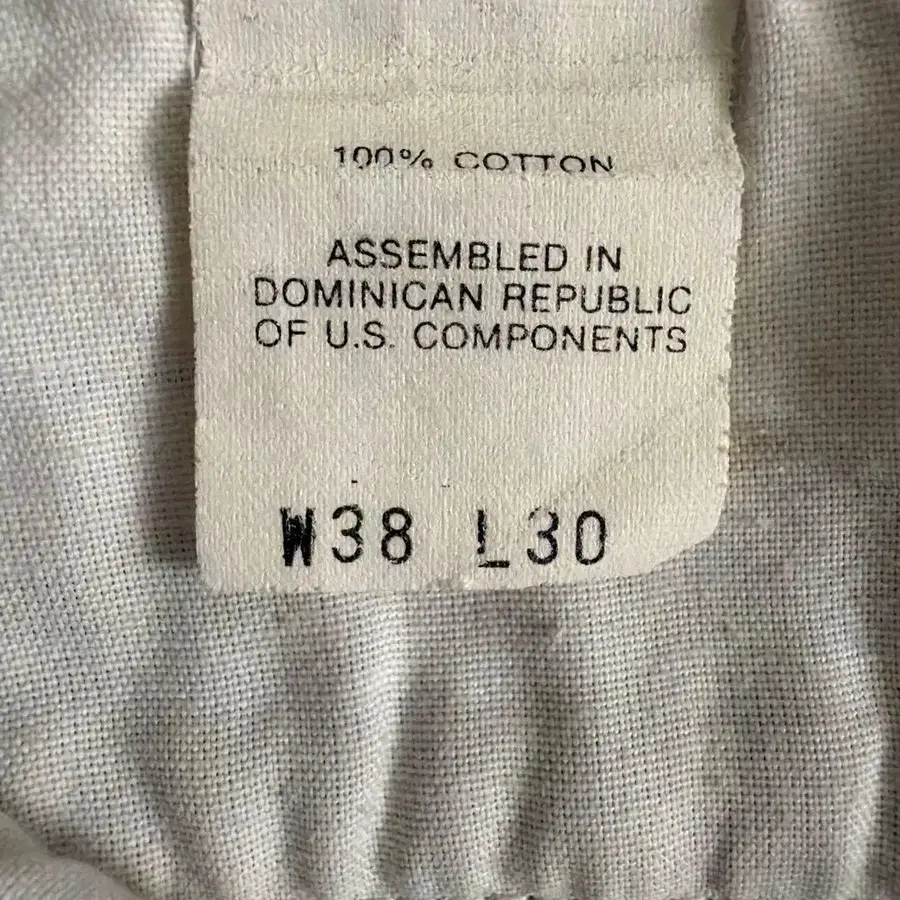 100% COTTON
ASSEMBLED IN
DOMINICAN REPUBLIC
OF U.S. COMPONENTS
W38 L30